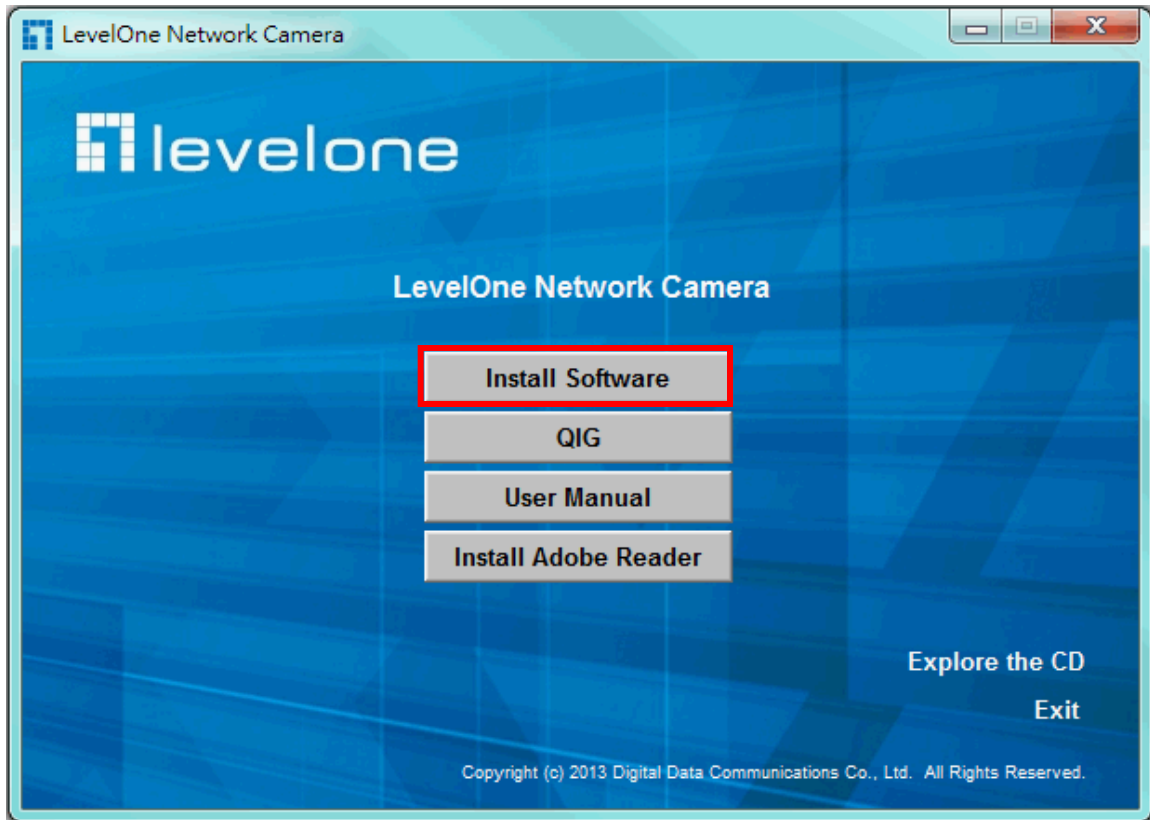 LevelOne Network Camera
levelone
LevelOne Network Camera
Install Software
QIG
User Manual
Install Adobe Reader
Explore the CD
Exit
Copyright (c) 2013 Digital Data Communications Co., Ltd. All Rights Reserved.